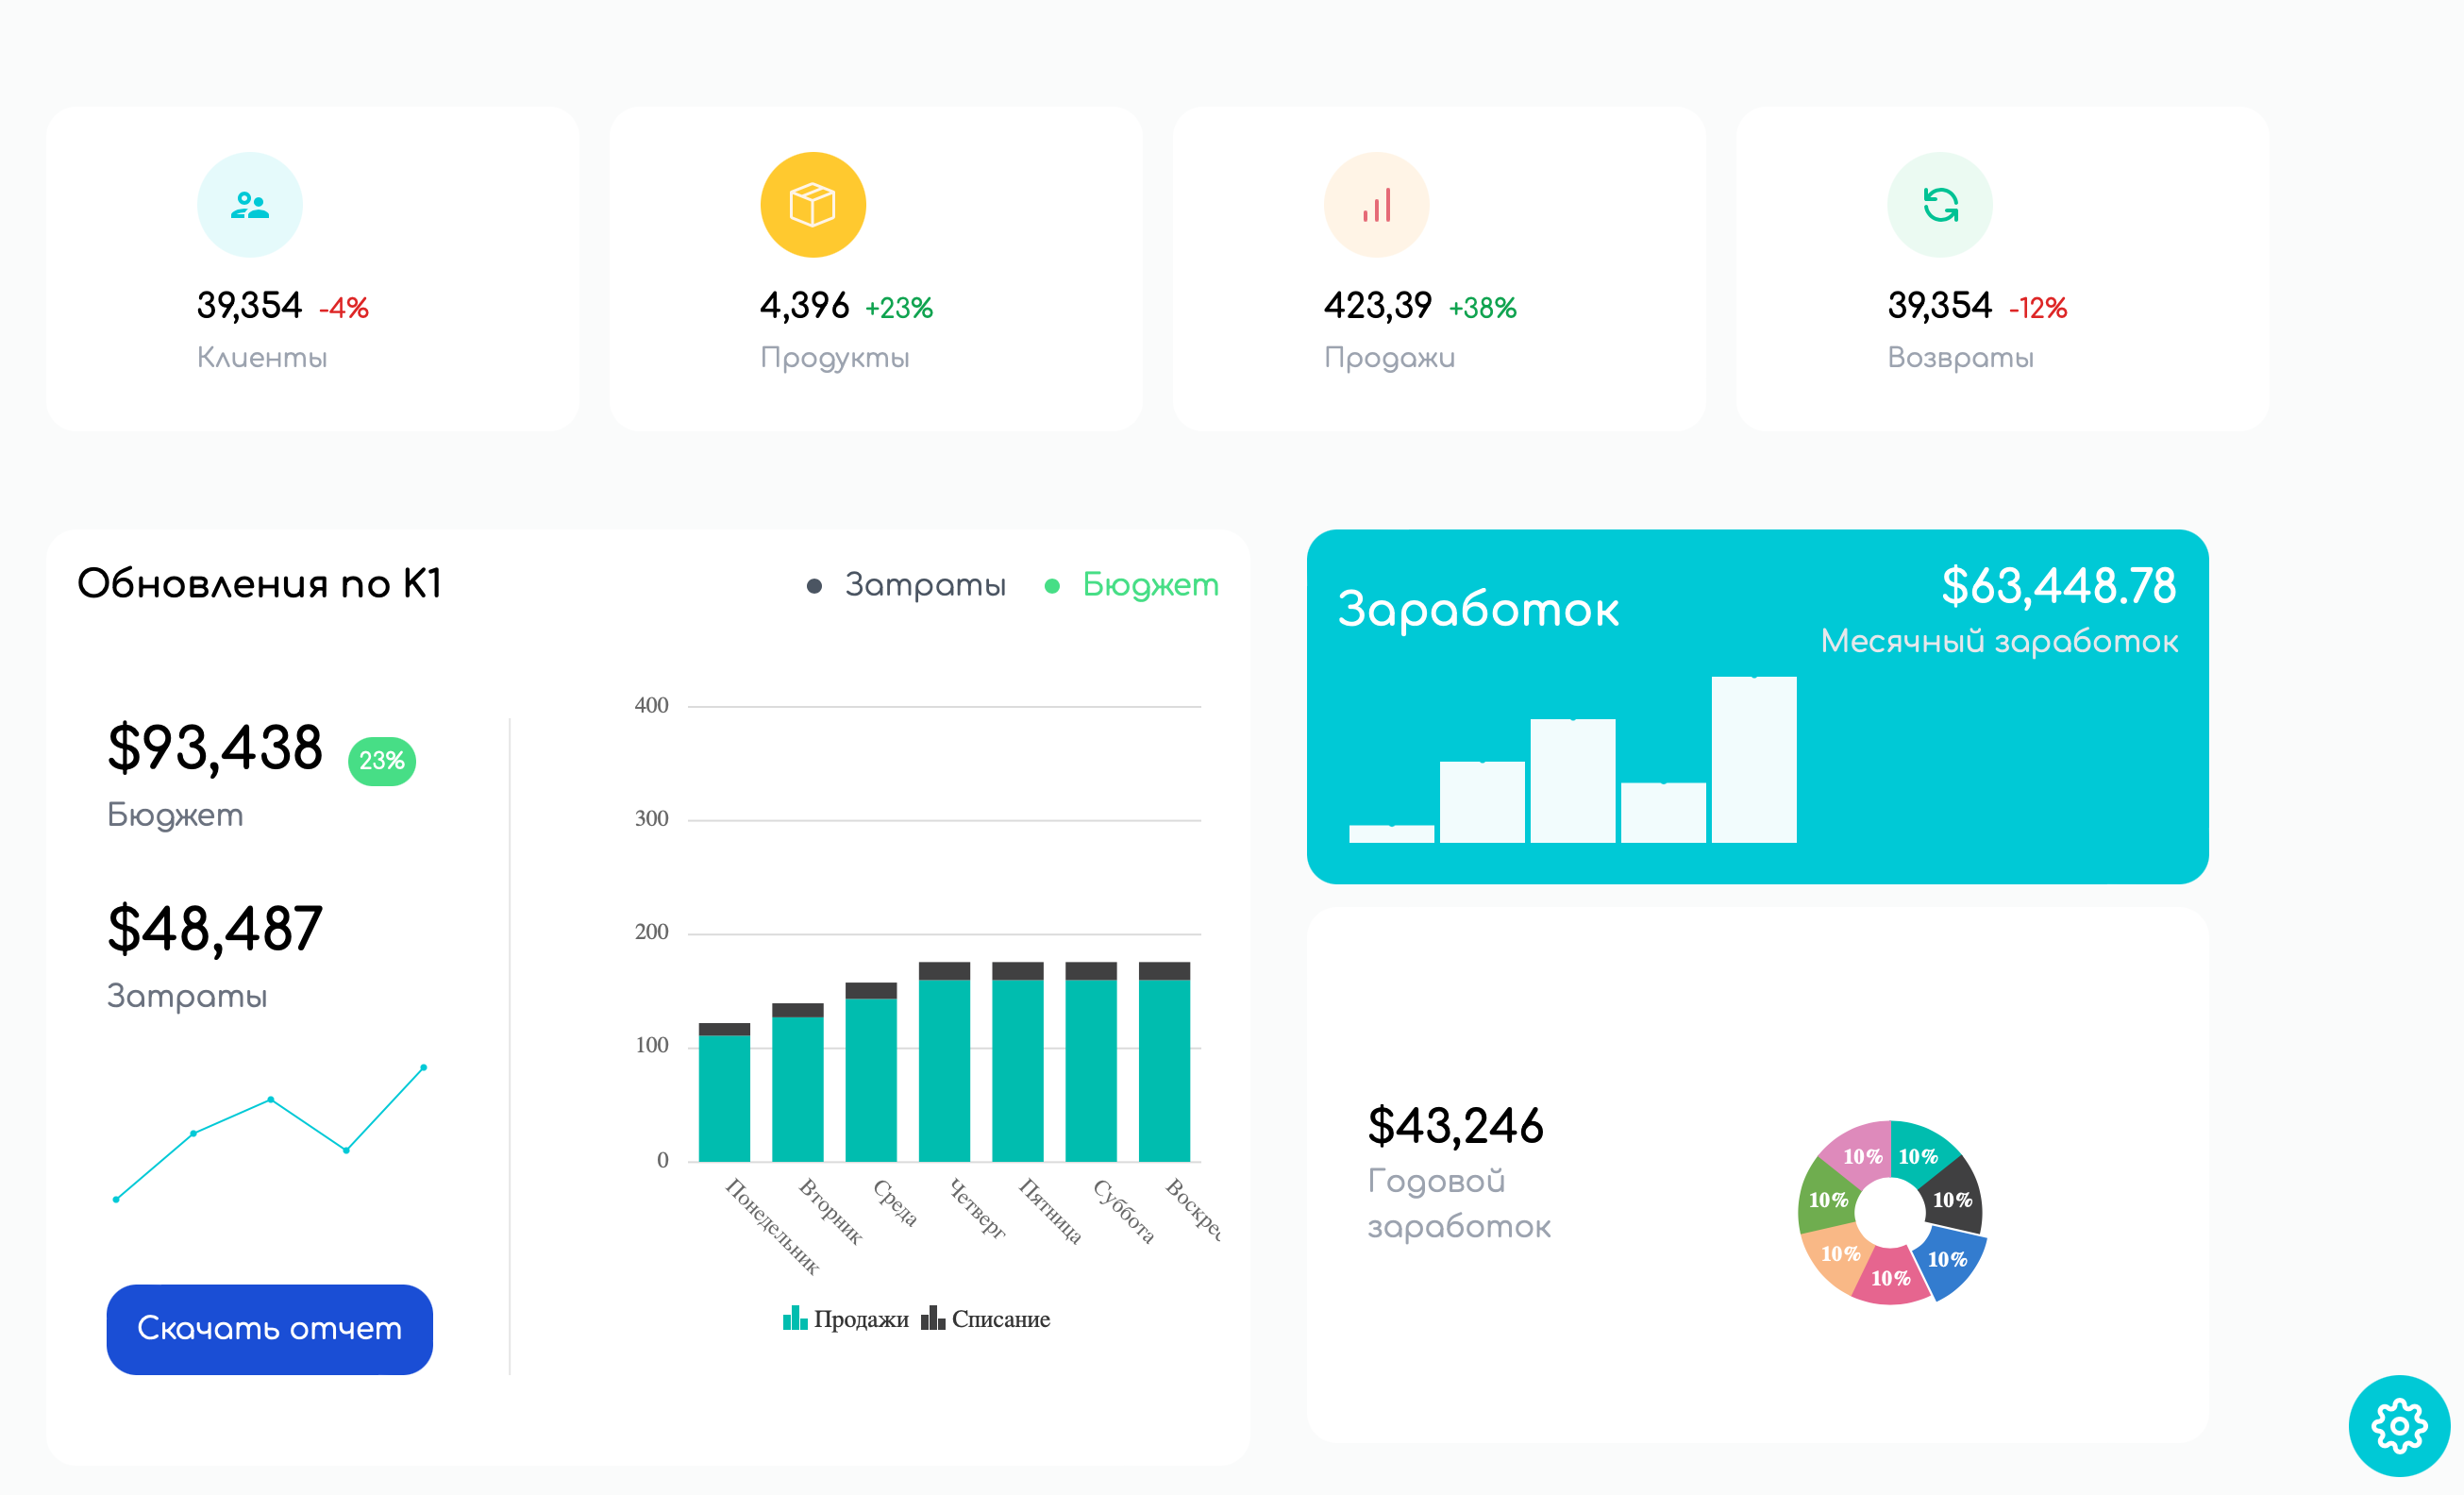 39,354 -4%
Клиенты
4,396 +23%
Продукты
423,39 +38%
Продажи
39,354 -12%
Возвраты
Обновления по К1
Затраты Бюджет
$93,438 23%
Бюджет
$48,487
Затраты
Скачать отчет
400
300
200
100
0
Понедельник
Вторник
Среда
Четверг
Пятница
Суббота
Воскрес
Продажи Списание
Заработок
$63,448.78
Месячный заработок
$43,246
Годовой
заработок
10% 10%
10% 10%
10% 10%
10%